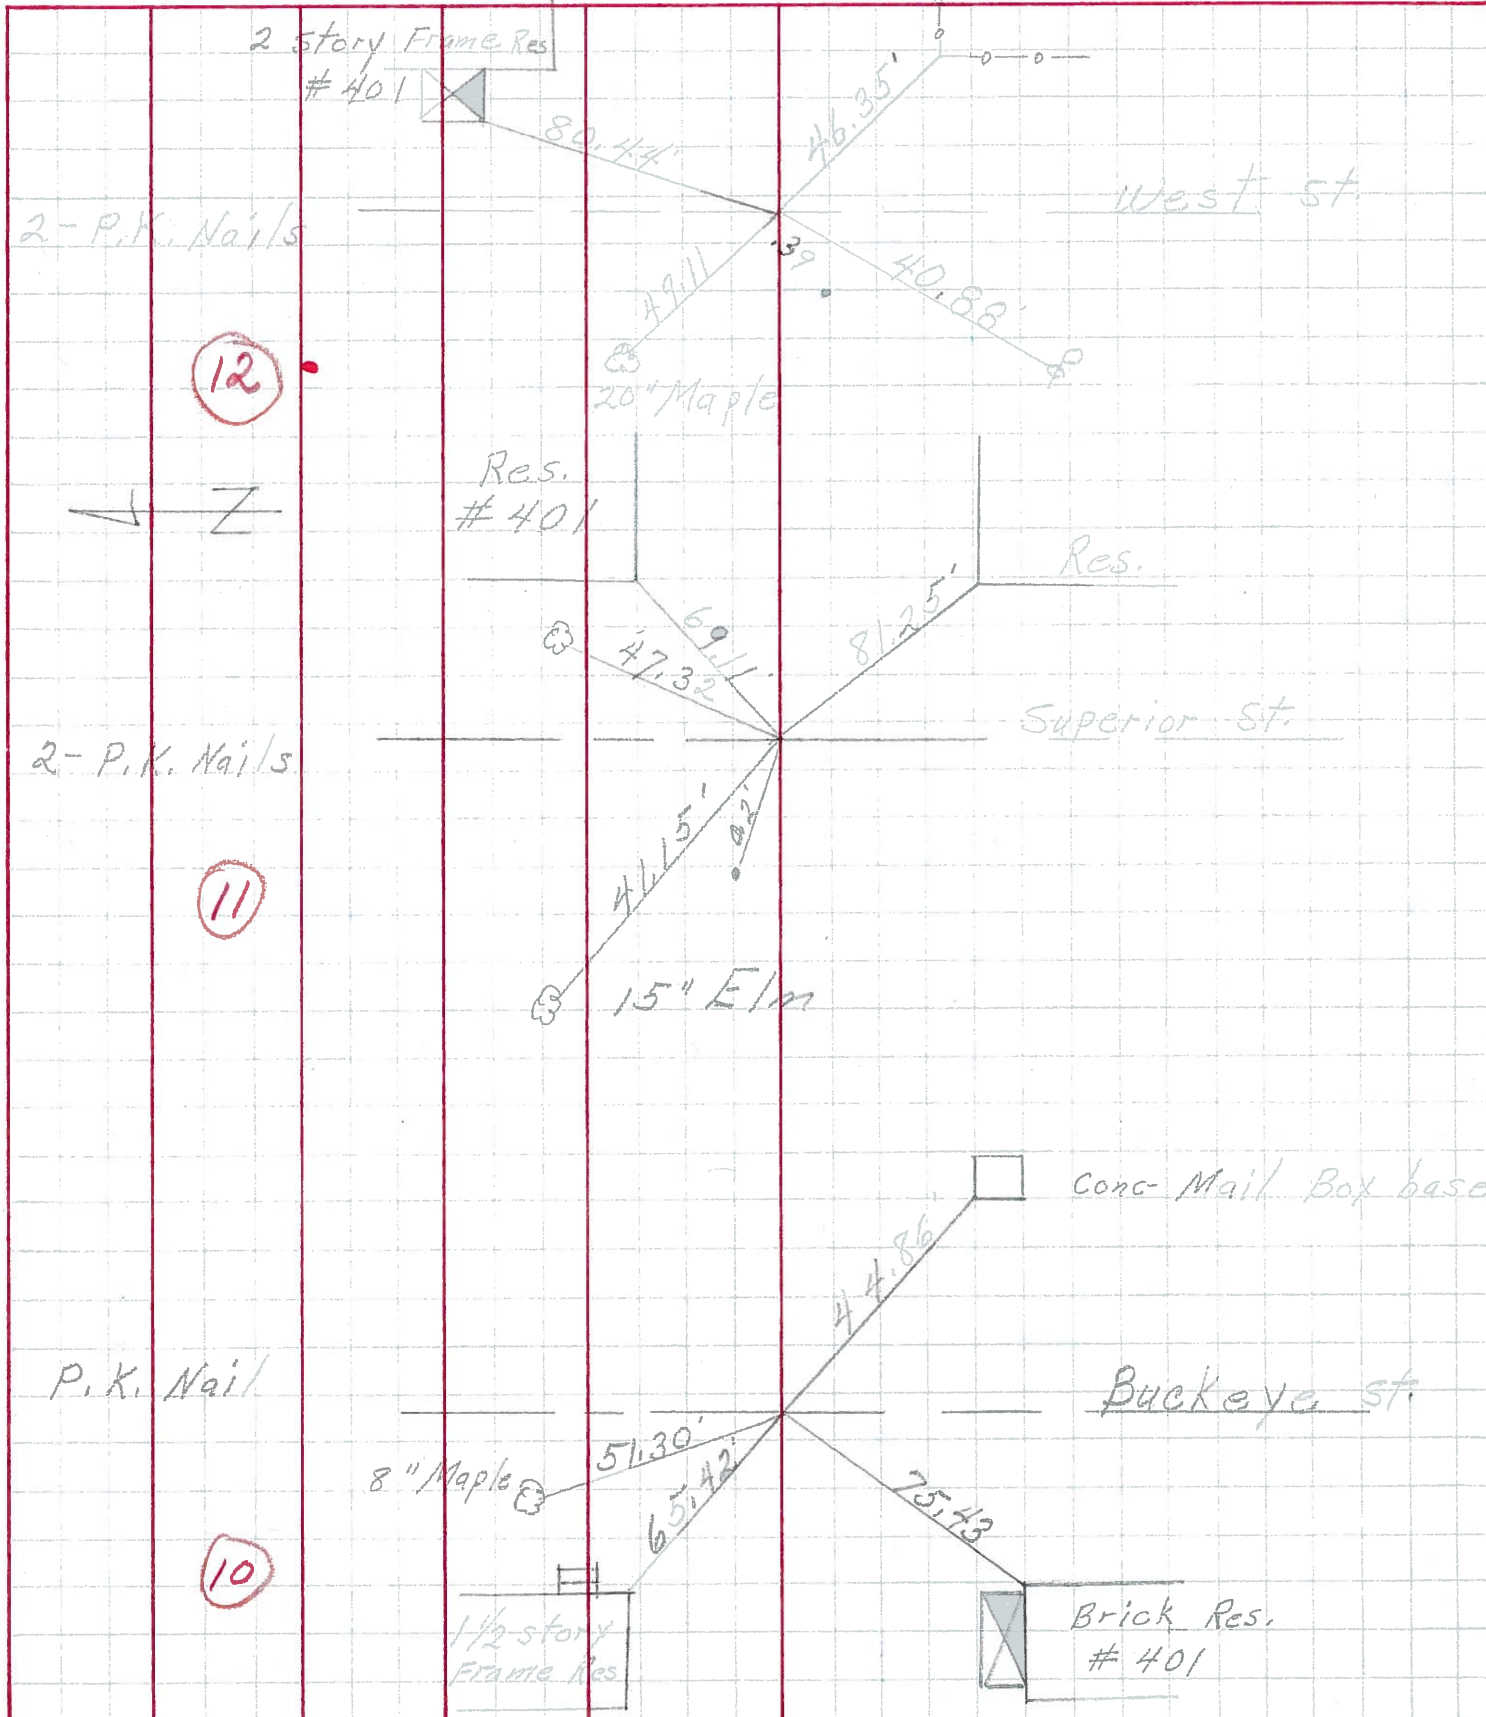 2 Story Frame Res
# 401
80.44'
46.35'
West St.
2- P.K. Nails
.39
47.11
40.88'
12
20" Maple
Res.
# 401
N
Res.
69.11'
47.32
81.25'
Superior St.
2- P.K. Nails
41.15'
11
15" Elm
Conc- Mail Box base
44.86'
P.K. Nail
Buckeye St.
51.30'
8" Maple
65.42'
75.43
10
1 1/2 story
Frame Res
Brick Res.
# 401